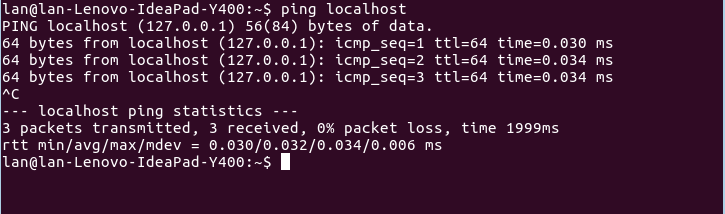 lan@lan-Lenovo-IdeaPad-Y400:~$ ping localhost
PING localhost (127.0.0.1) 56(84) bytes of data.
64 bytes from localhost (127.0.0.1): icmp_seq=1 ttl=64 time=0.030 ms
64 bytes from localhost (127.0.0.1): icmp_seq=2 ttl=64 time=0.034 ms
64 bytes from localhost (127.0.0.1): icmp_seq=3 ttl=64 time=0.034 ms
^C
--- localhost ping statistics ---
3 packets transmitted, 3 received, 0% packet loss, time 1999ms
rtt min/avg/max/mdev = 0.030/0.032/0.034/0.006 ms
lan@lan-Lenovo-IdeaPad-Y400:~$